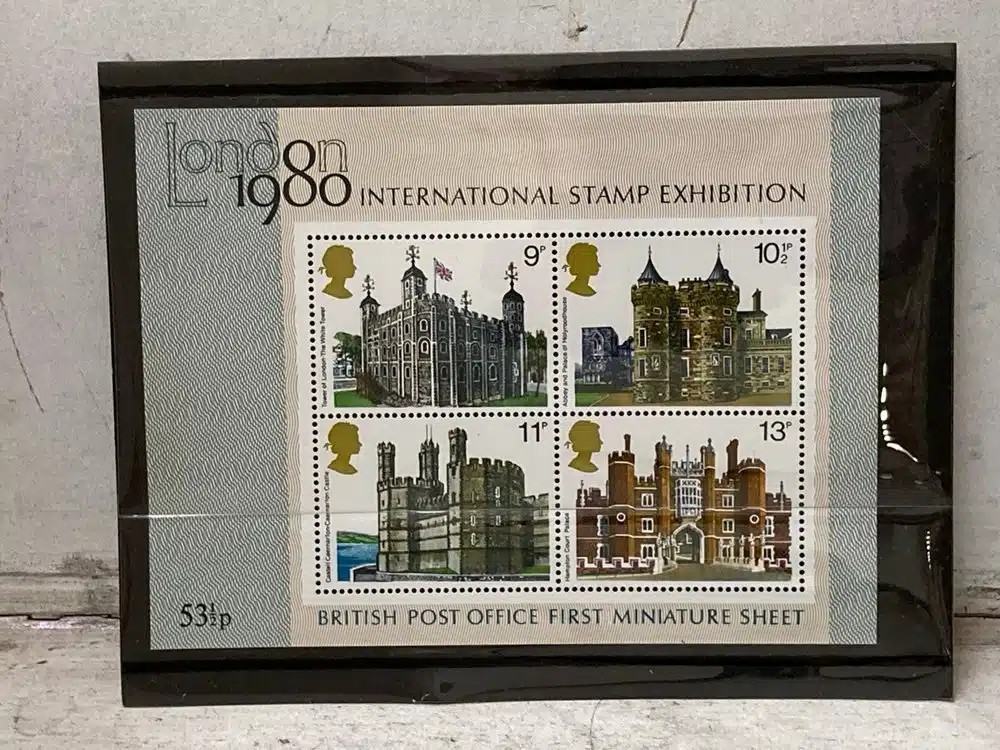 London
1980 INTERNATIONAL STAMP EXHIBITION
9P
Tower of London: The White Tower
10½P
Abbey and Palace of Holyroodhouse
11P
Castell Caernarfon-Caernarfon Castle
13P
Hampton Court Palace
53½p
BRITISH POST OFFICE FIRST MINIATURE SHEET